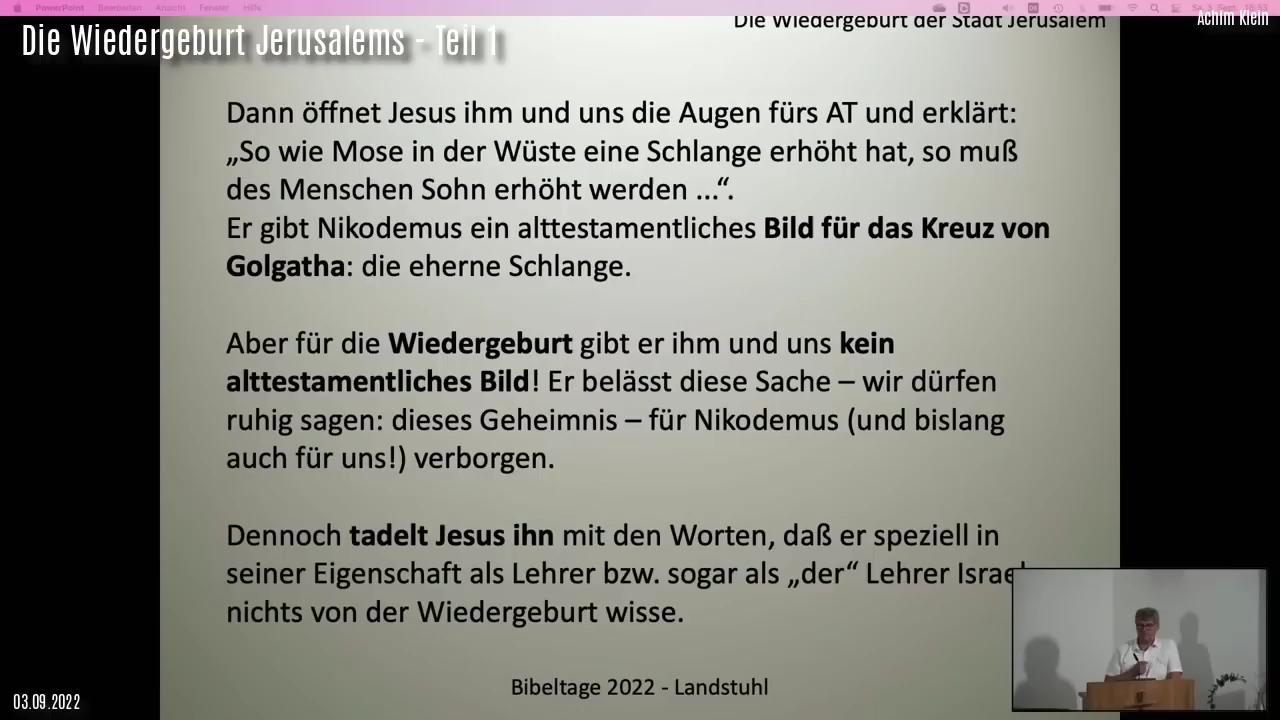 PowerPoint Bearbeiten Ansicht Fenster Hilfe
Die Wiedergeburt der Stadt Jerusalem
Achim Klein
Die Wiedergeburt Jerusalems - Teil 1
Dann öffnet Jesus ihm und uns die Augen fürs AT und erklärt:
„So wie Mose in der Wüste eine Schlange erhöht hat, so muß
des Menschen Sohn erhöht werden ...“.
Er gibt Nikodemus ein alttestamentliches Bild für das Kreuz von
Golgatha: die eherne Schlange.
Aber für die Wiedergeburt gibt er ihm und uns kein
alttestamentliches Bild! Er belässt diese Sache – wir dürfen
ruhig sagen: dieses Geheimnis – für Nikodemus (und bislang
auch für uns!) verborgen.
Dennoch tadelt Jesus ihn mit den Worten, daß er speziell in
seiner Eigenschaft als Lehrer bzw. sogar als „der“ Lehrer Israel
nichts von der Wiedergeburt wisse.
Bibeltage 2022 - Landstuhl
03.09.2022